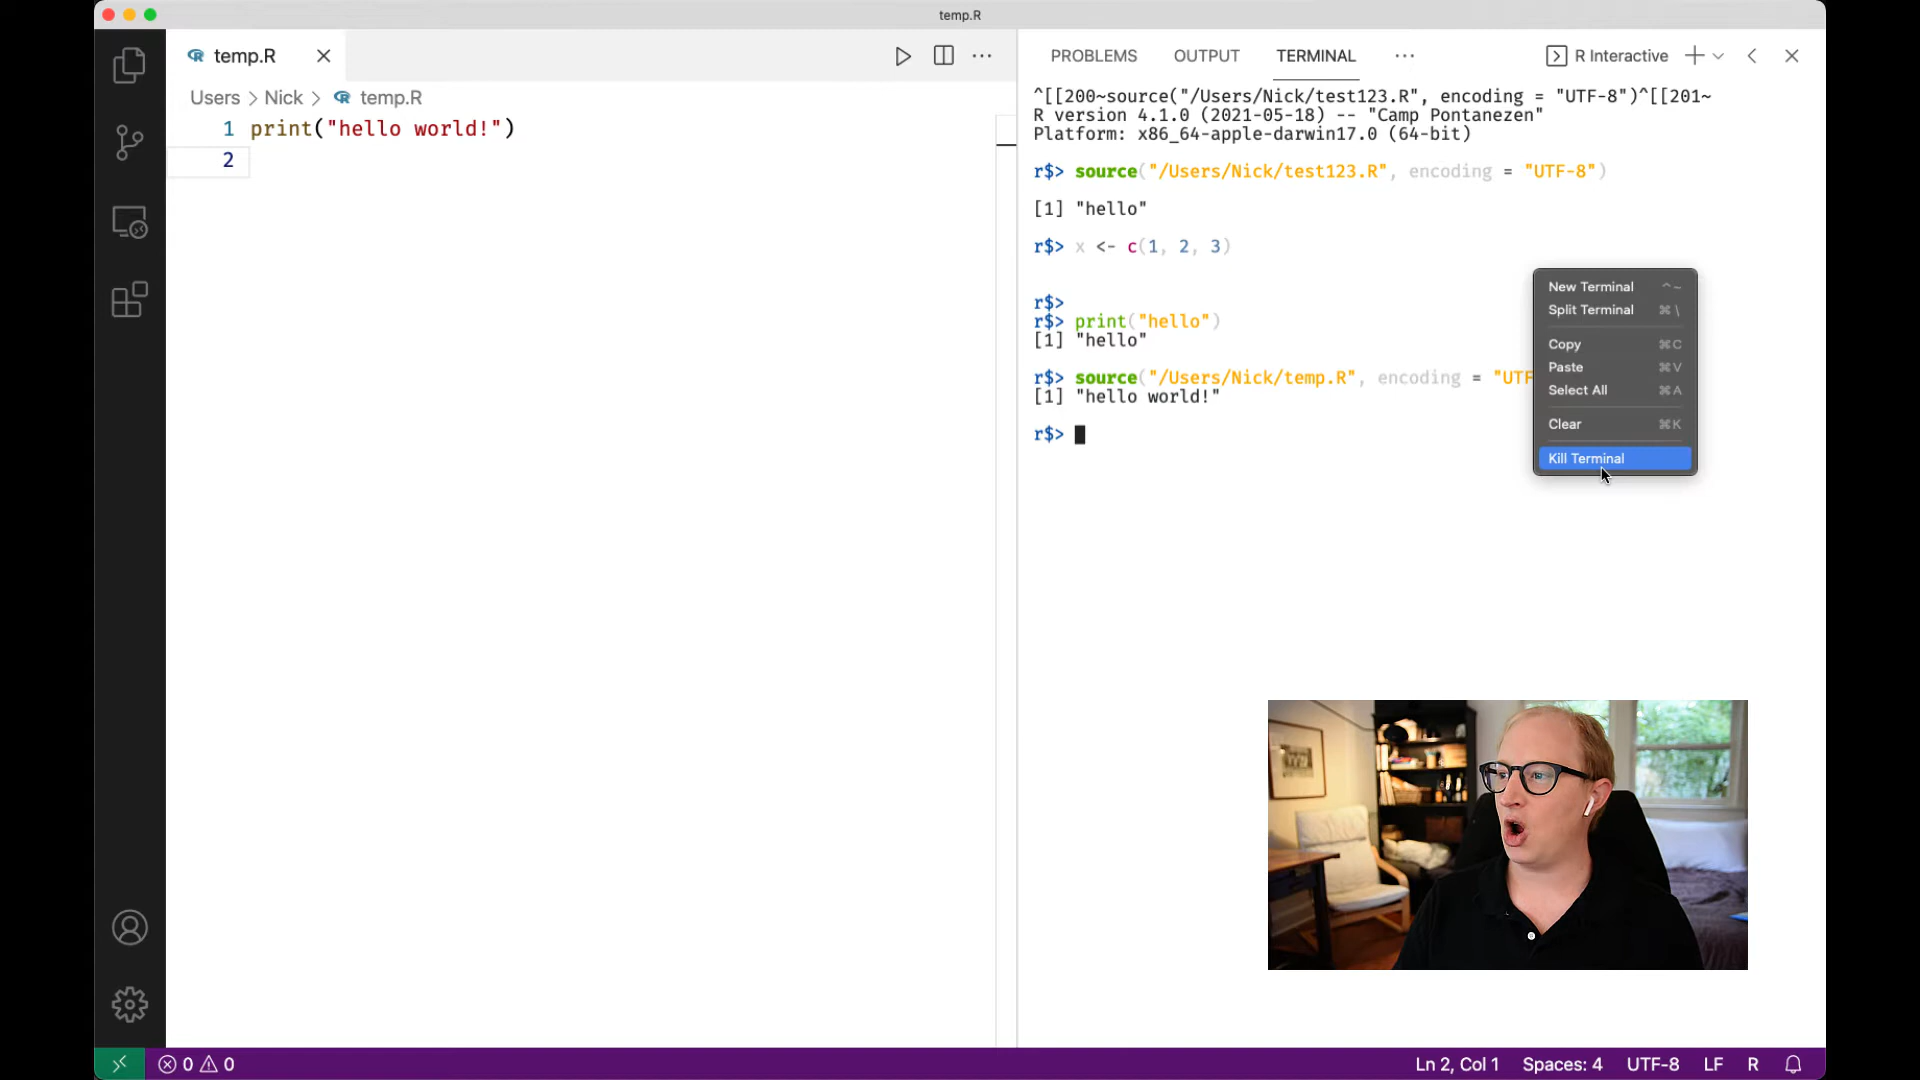 temp.R
temp.R
PROBLEMS OUTPUT TERMINAL ··· R Interactive
Users > Nick > temp.R
1 print("hello world!")
2
^[[200~source("/Users/Nick/test123.R", encoding = "UTF-8")^[[201~
R version 4.1.0 (2021-05-18) -- "Camp Pontanezen"
Platform: x86_64-apple-darwin17.0 (64-bit)
r$> source("/Users/Nick/test123.R", encoding = "UTF-8")
[1] "hello"
r$> x <- c(1, 2, 3)
r$>
r$> print("hello")
[1] "hello"
r$> source("/Users/Nick/temp.R", encoding = "UTF
[1] "hello world!"
r$>
New Terminal ⌃~
Split Terminal ⌘\
Copy ⌘C
Paste ⌘V
Select All ⌘A
Clear ⌘K
Kill Terminal
0 0
Ln 2, Col 1 Spaces: 4 UTF-8 LF R